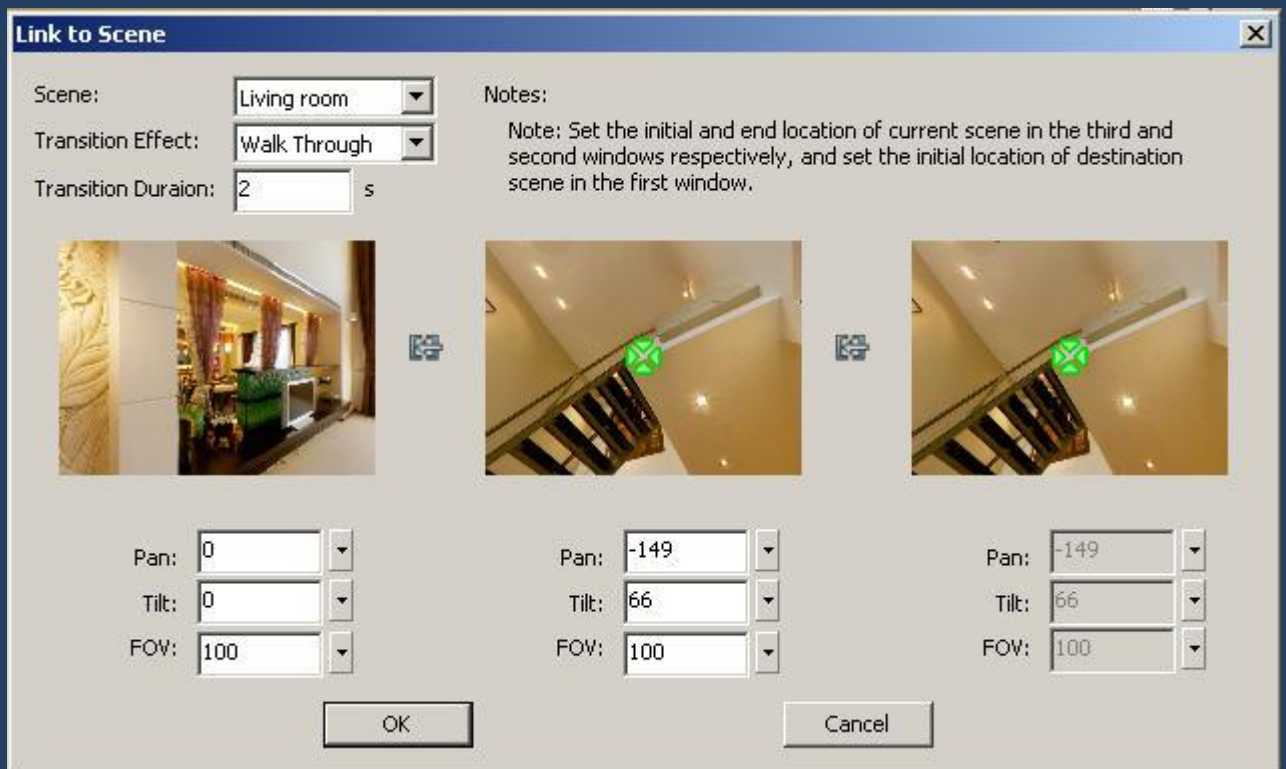 Link to Scene
Scene: Living room
Notes:
Transition Effect: Walk Through
Note: Set the initial and end location of current scene in the third and
second windows respectively, and set the initial location of destination
scene in the first window.
Transition Duraion: 2 s
Pan: 0 Pan: -149 Pan: -149
Tilt: 0 Tilt: 66 Tilt: 66
FOV: 100 FOV: 100 FOV: 100
OK Cancel